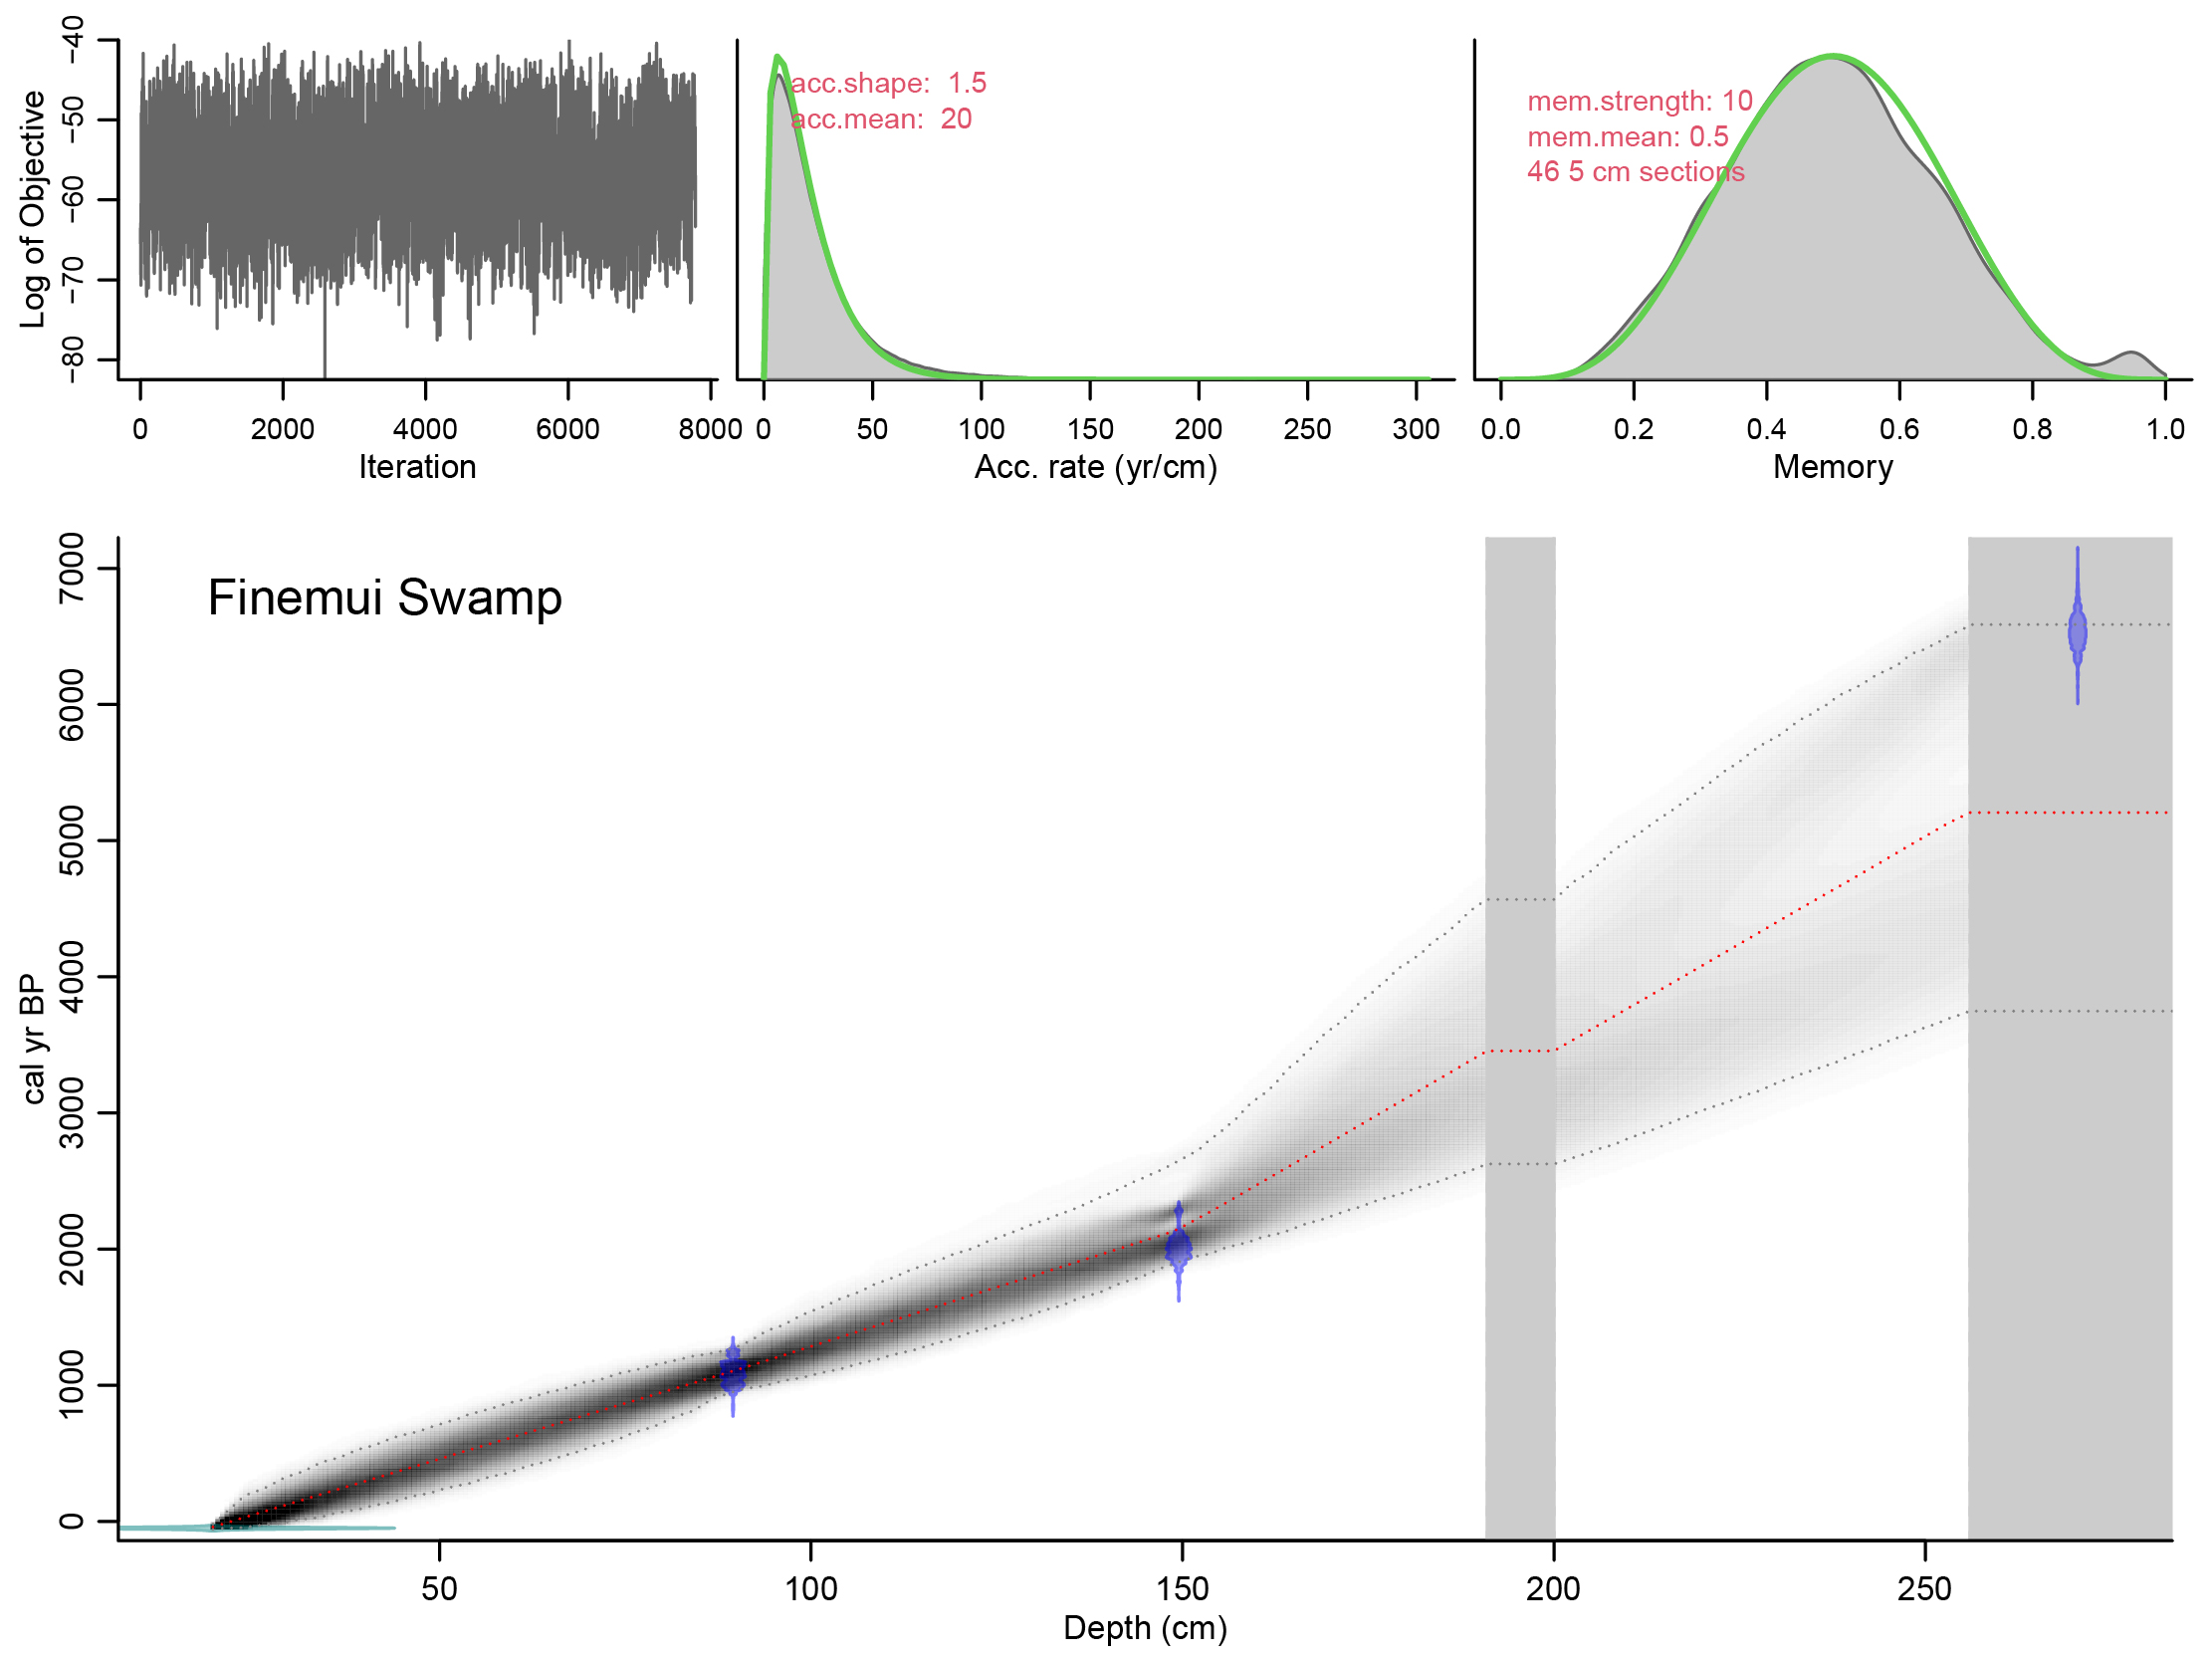 −40
−50
−60
−70
−80
Log of Objective
0 2000 4000 6000 8000
Iteration
acc.shape: 1.5
acc.mean: 20
0 50 100 150 200 250 300
Acc. rate (yr/cm)
mem.strength: 10
mem.mean: 0.5
46 5 cm sections
0.0 0.2 0.4 0.6 0.8 1.0
Memory
Finemui Swamp
7000
6000
5000
4000
3000
2000
1000
0
cal yr BP
50 100 150 200 250
Depth (cm)